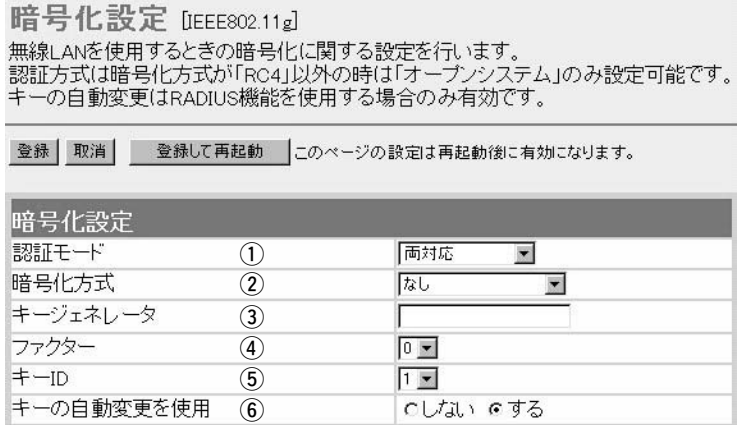 暗号化設定 [IEEE802.11g]
無線LANを使用するときの暗号化に関する設定を行います。
認証方式は暗号化方式が「RC4」以外の時は「オープンシステム」のみ設定可能です。
キーの自動変更はRADIUS機能を使用する場合のみ有効です。
登録 取消 登録して再起動 このページの設定は再起動後に有効になります。
暗号化設定
認証モード ① 両対応
暗号化方式 ② なし
キージェネレータ ③
ファクター ④ 0
キーID ⑤ 1
キーの自動変更を使用 ⑥ しない する